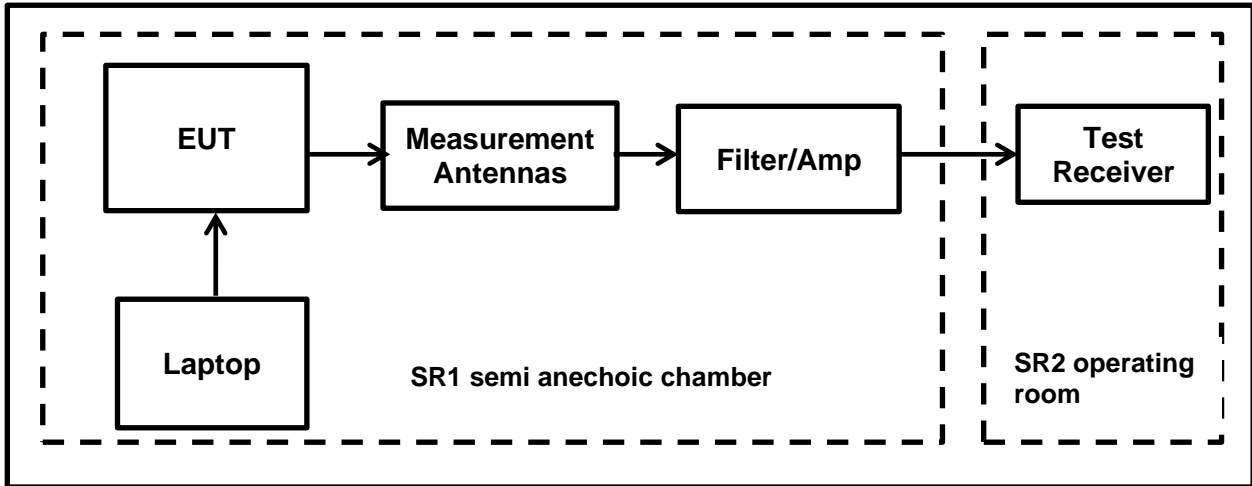 EUT
Measurement
Antennas
Filter/Amp
Test
Receiver
Laptop
SR1 semi anechoic chamber
SR2 operating
room